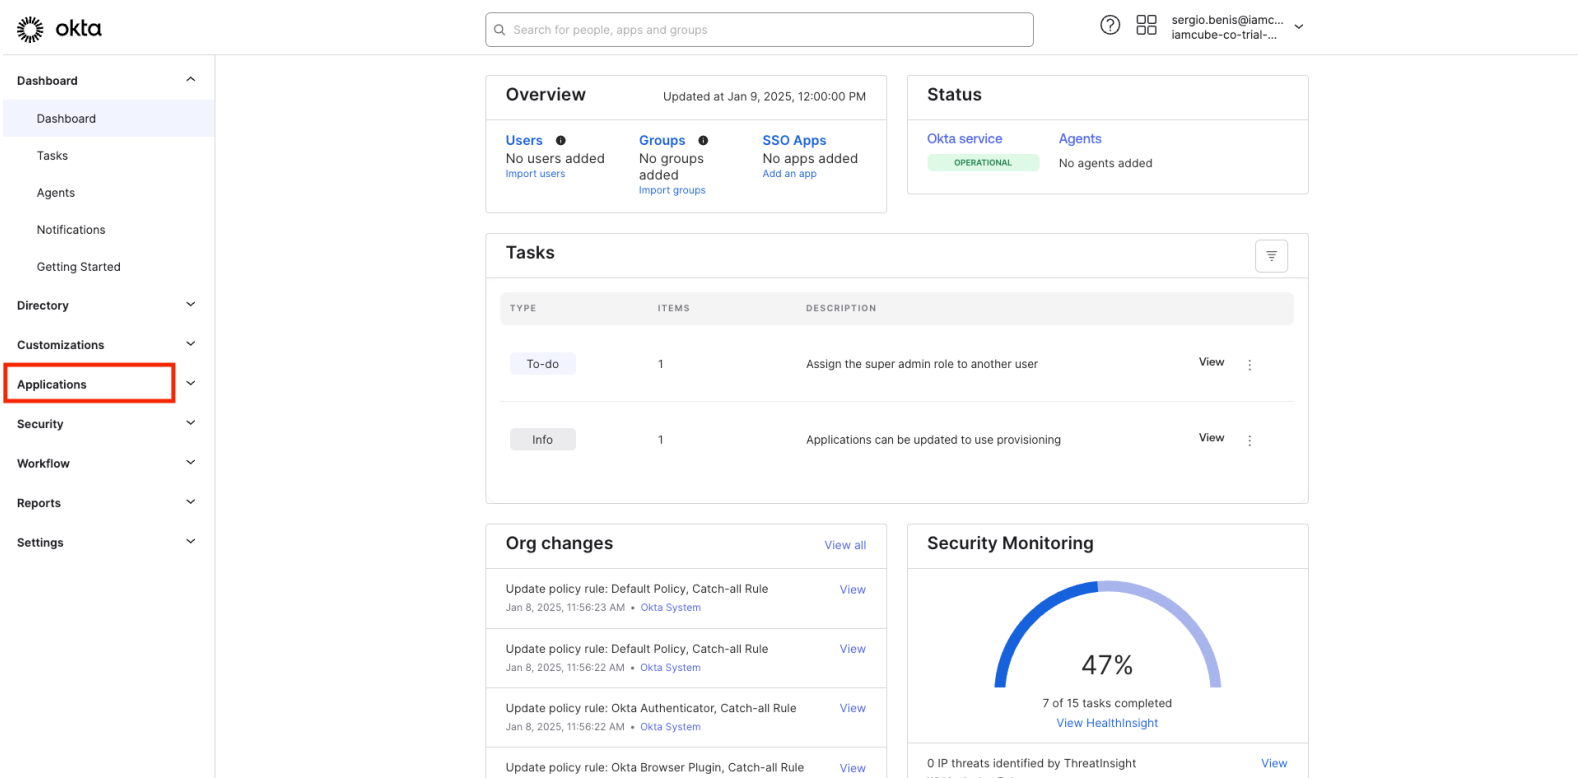 okta
Search for people, apps and groups
sergio.benis@iamc...
iamcube-co-trial-...
Dashboard
Dashboard
Tasks
Agents
Notifications
Getting Started
Directory
Customizations
Applications
Security
Workflow
Reports
Settings
Overview
Updated at Jan 9, 2025, 12:00:00 PM
Users
No users added
Import users
Groups
No groups
added
Import groups
SSO Apps
No apps added
Add an app
Status
Okta service
OPERATIONAL
Agents
No agents added
Tasks
TYPE ITEMS DESCRIPTION
To-do 1 Assign the super admin role to another user View
Info 1 Applications can be updated to use provisioning View
Org changes
View all
Update policy rule: Default Policy, Catch-all Rule View
Jan 8, 2025, 11:56:23 AM • Okta System
Update policy rule: Default Policy, Catch-all Rule View
Jan 8, 2025, 11:56:22 AM • Okta System
Update policy rule: Okta Authenticator, Catch-all Rule View
Jan 8, 2025, 11:56:22 AM • Okta System
Update policy rule: Okta Browser Plugin, Catch-all Rule View
Security Monitoring
47%
7 of 15 tasks completed
View HealthInsight
0 IP threats identified by ThreatInsight View